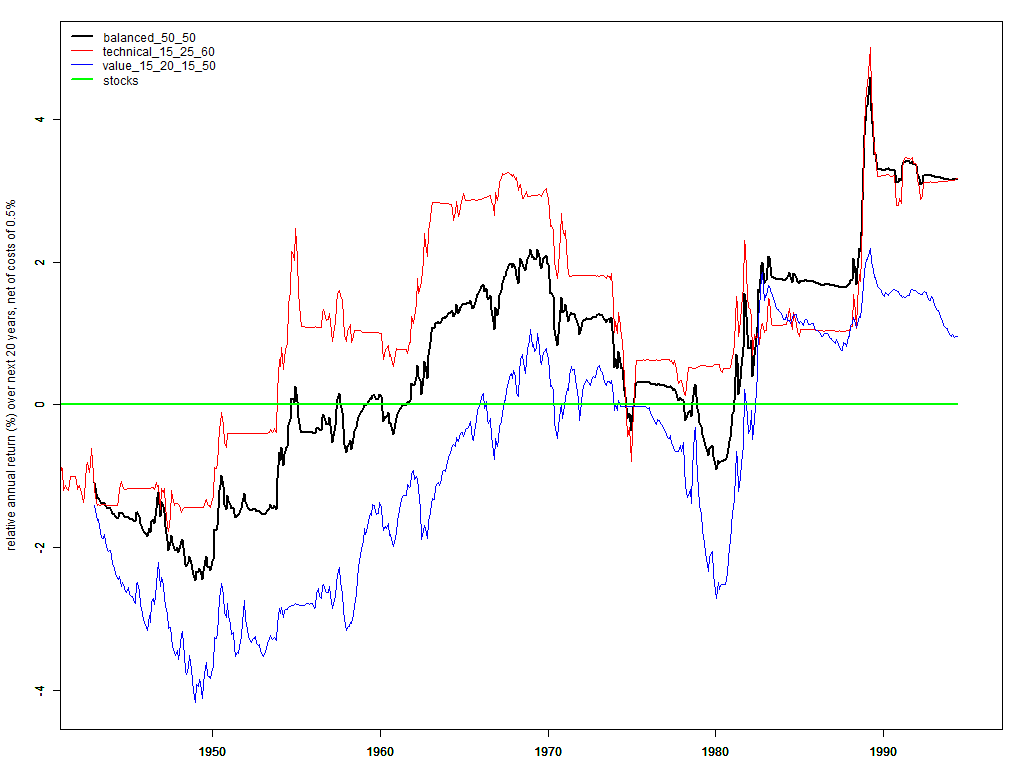 balanced_50_50
technical_15_25_60
value_15_20_15_50
stocks
relative annual return (%) over next 20 years, net of costs of 0.5%
4
2
0
-2
-4
1950 1960 1970 1980 1990